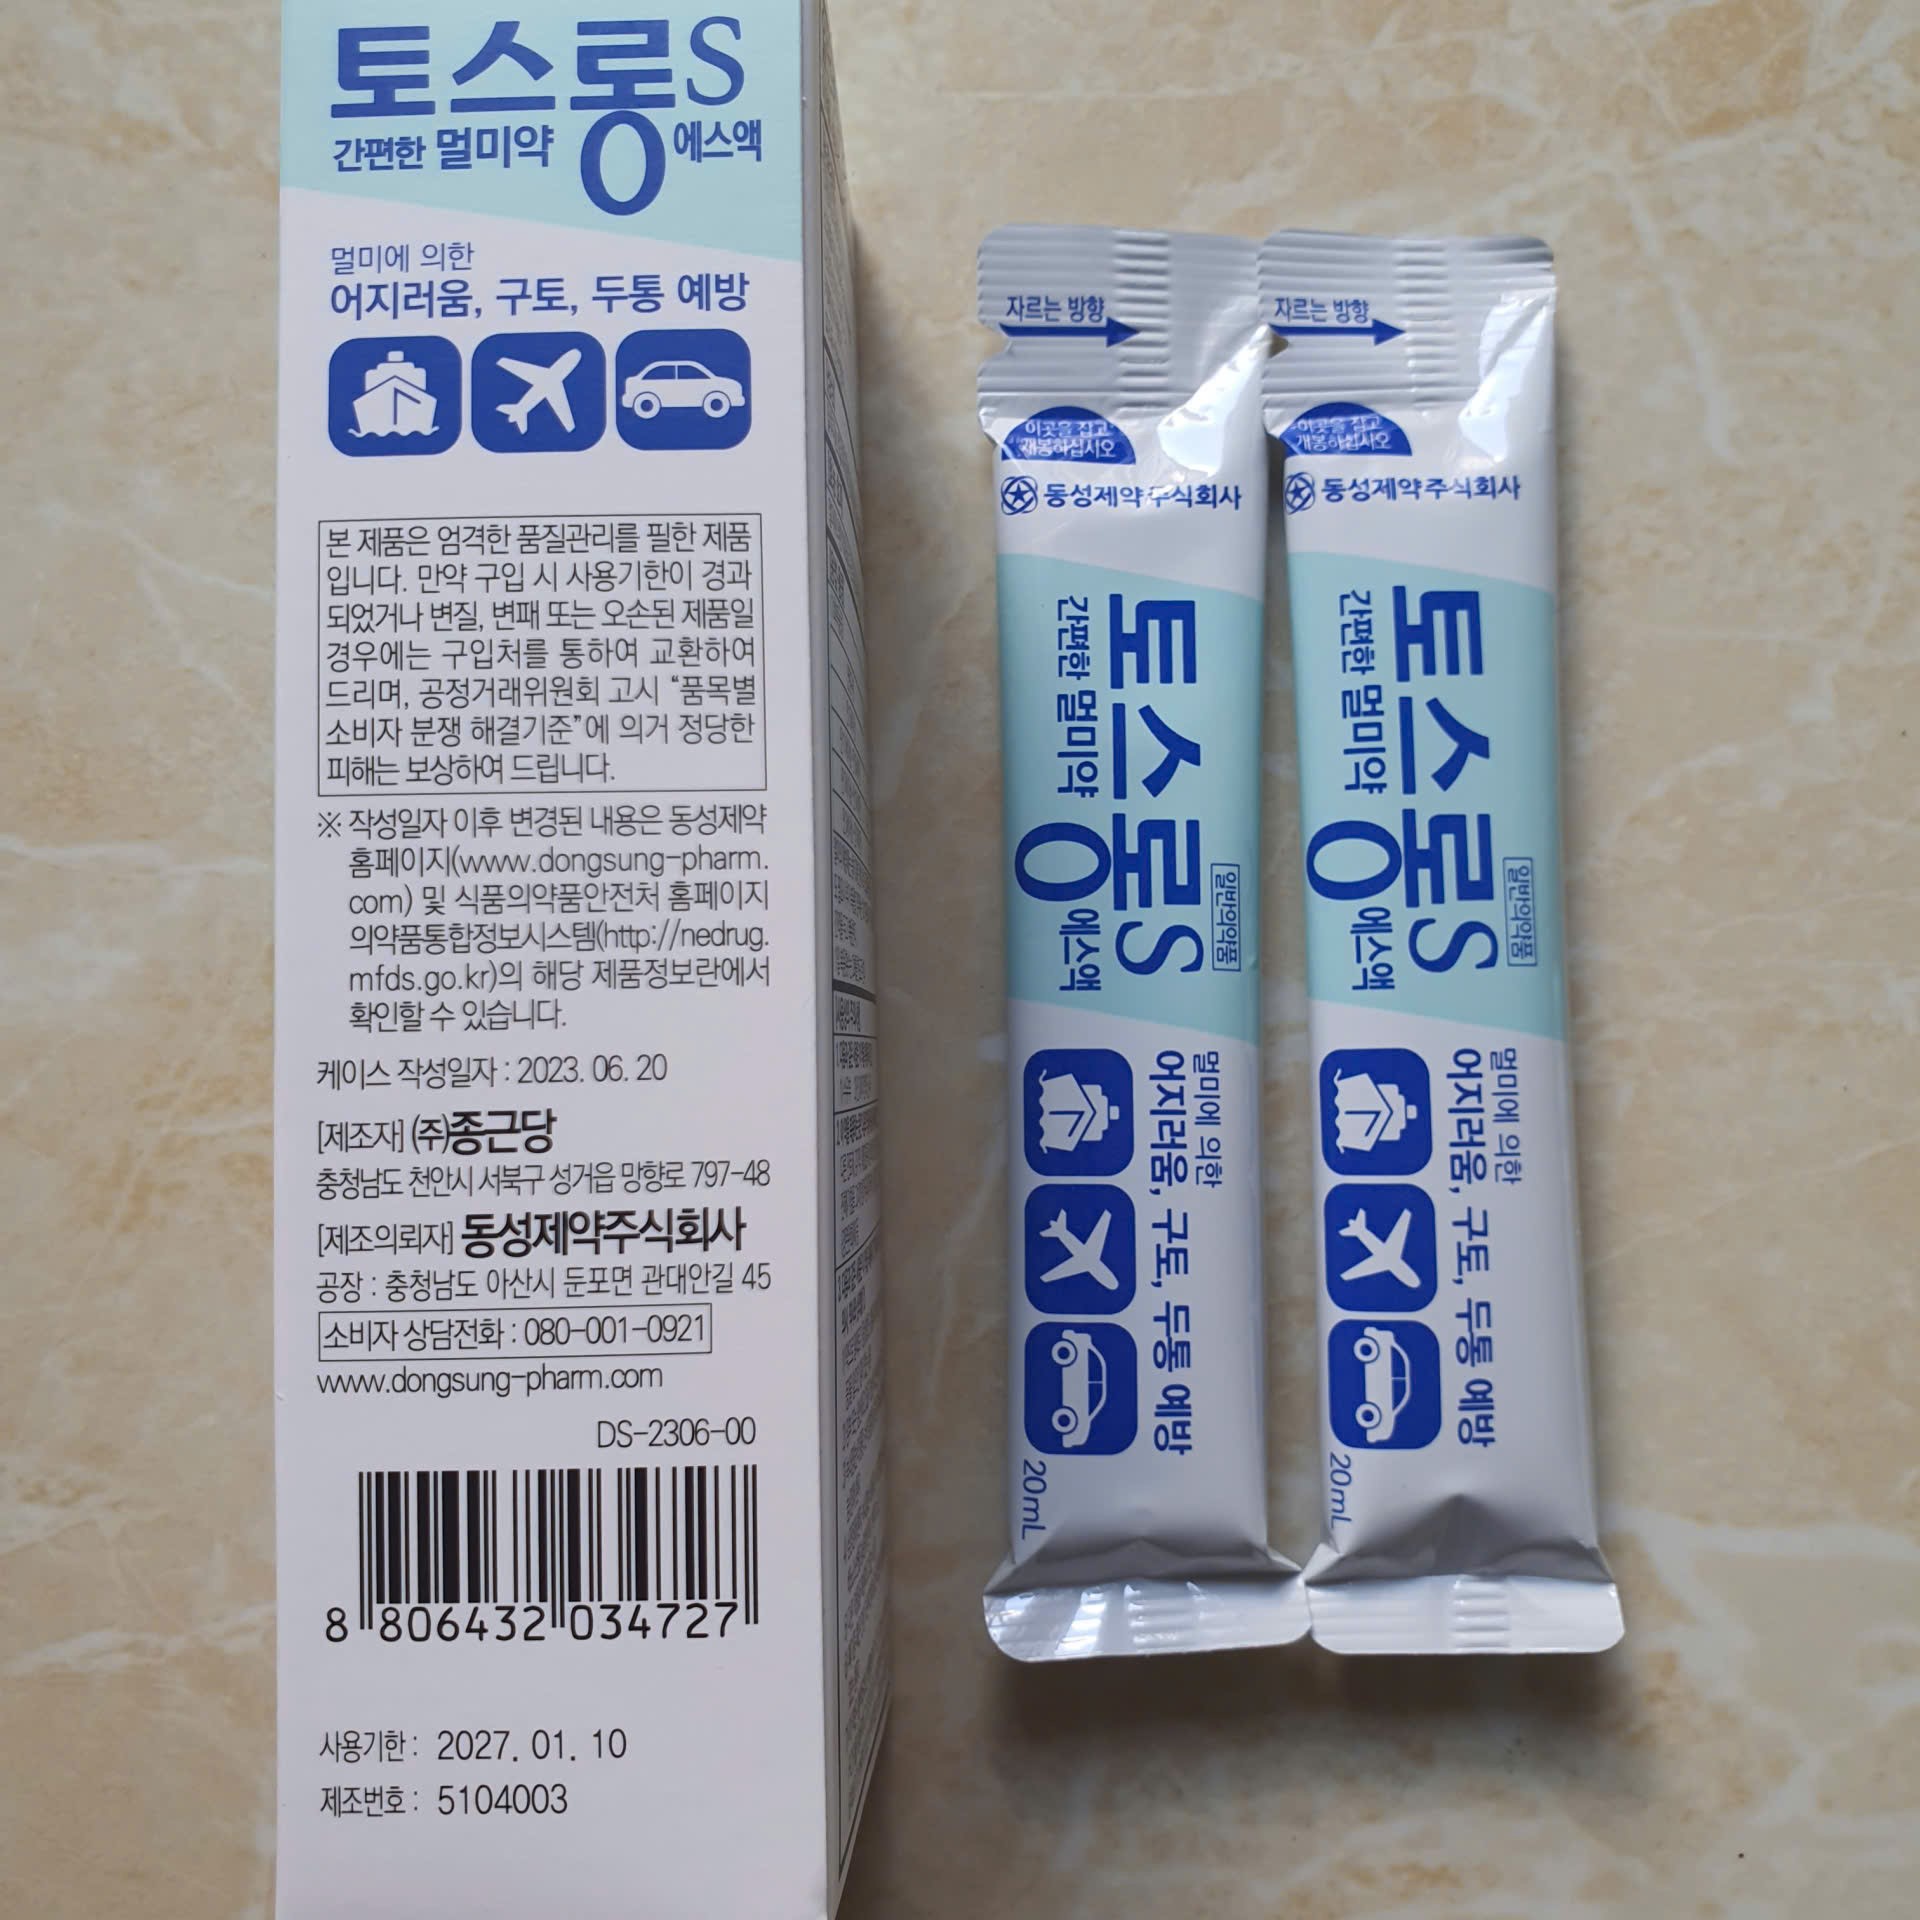 토스롱S
간편한 멀미약 에스액
멀미에 의한
어지러움, 구토, 두통 예방
본 제품은 엄격한 품질관리를 필한 제품
입니다. 만약 구입 시 사용기한이 경과
되었거나 변질, 변패 또는 오손된 제품일
경우에는 구입처를 통하여 교환하여
드리며, 공정거래위원회 고시 “품목별
소비자 분쟁 해결기준”에 의거 정당한
피해는 보상하여 드립니다.
※ 작성일자 이후 변경된 내용은 동성제약
홈페이지(www.dongsung-pharm.
com) 및 식품의약품안전처 홈페이지
의약품통합정보시스템(http://nedrug.
mfds.go.kr)의 해당 제품정보란에서
확인할 수 있습니다.
케이스 작성일자 : 2023. 06. 20
[제조자] (주)종근당
충청남도 천안시 서북구 성거읍 망향로 797-48
[제조의뢰자] 동성제약주식회사
공장 : 충청남도 아산시 둔포면 관대안길 45
소비자 상담전화 : 080-001-0921
www.dongsung-pharm.com
DS-2306-00
8 806432 034727
사용기한 : 2027. 01. 10
제조번호 : 5104003
자르는 방향
이곳을 잡고
개봉하십시오
동성제약주식회사
일반의약품
토스롱S
간편한 멀미약 에스액
멀미에 의한
어지러움, 구토, 두통 예방
20mL
자르는 방향
이곳을 잡고
개봉하십시오
동성제약주식회사
일반의약품
토스롱S
간편한 멀미약 에스액
멀미에 의한
어지러움, 구토, 두통 예방
20mL